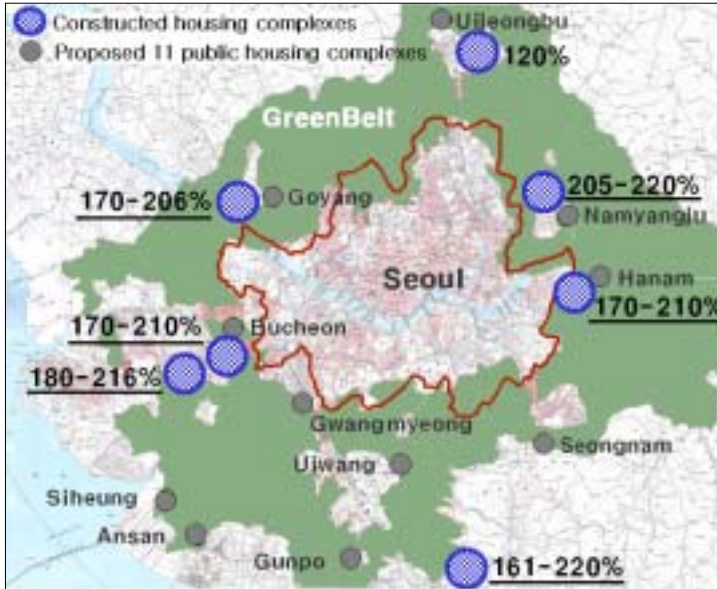 Constructed housing complexes
Proposed 11 public housing complexes
Uijeongbu
120%
GreenBelt
170-206%
Goyang
205-220%
Namyangju
Seoul
Hanam
170-210%
170-210%
Bucheon
180-216%
Gwangmyeong
Seongnam
Uiwang
Siheung
Ansan
Gunpo
161-220%